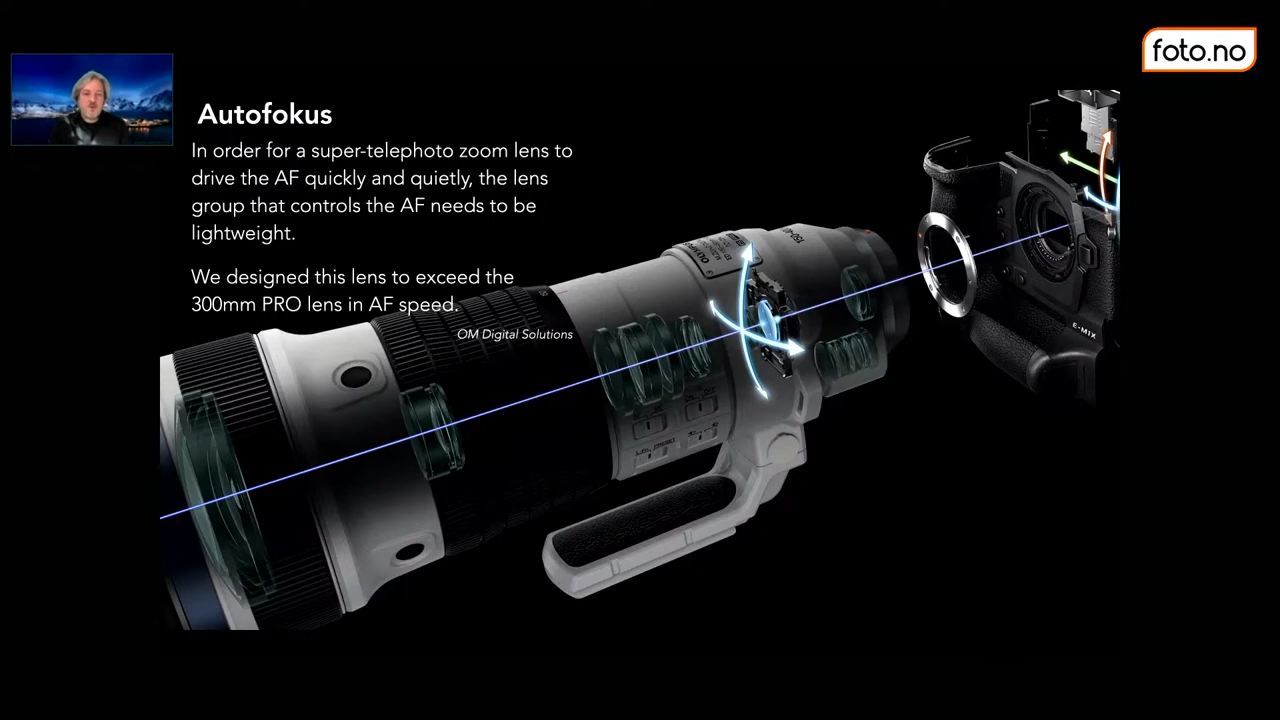 foto.no
Autofokus
In order for a super-telephoto zoom lens to
drive the AF quickly and quietly, the lens
group that controls the AF needs to be
lightweight.
We designed this lens to exceed the
300mm PRO lens in AF speed.
OM Digital Solutions
E-M1X